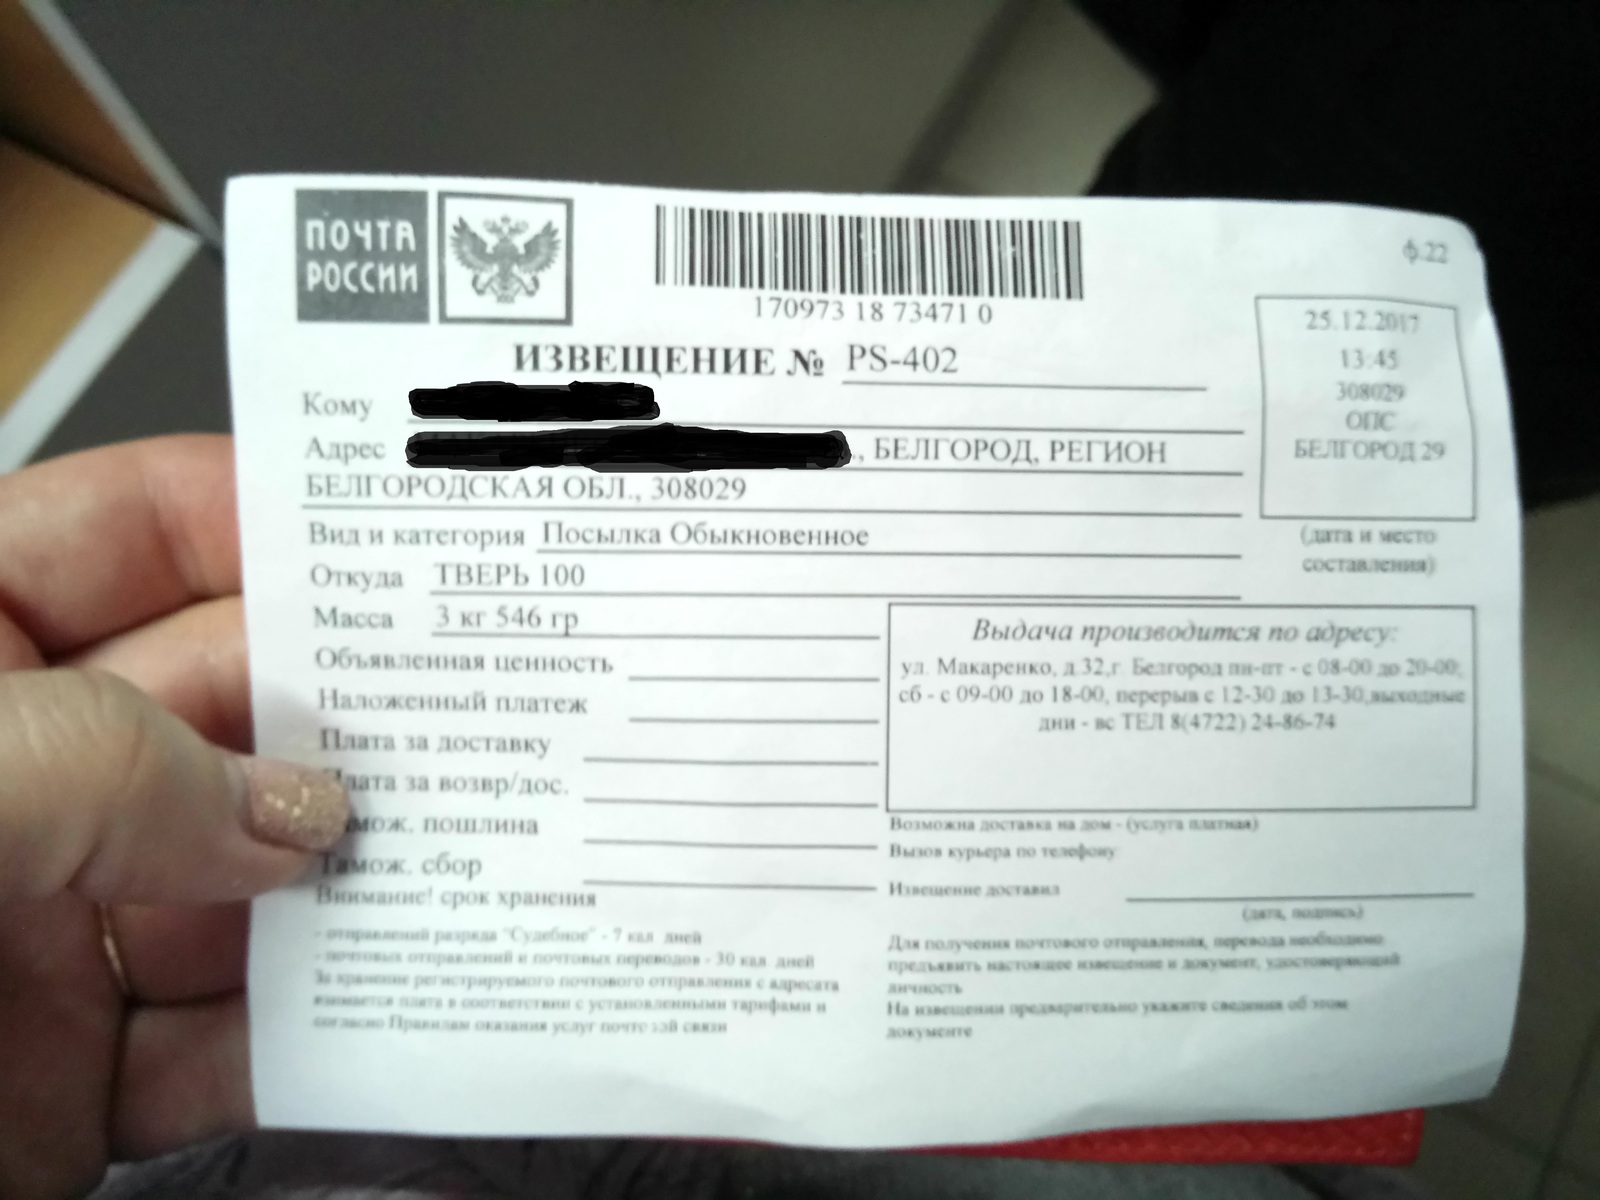 ПОЧТА
РОССИИ
170973 18 73471 0
ф.22
ИЗВЕЩЕНИЕ № PS-402
25.12.2017
13:45
308029
ОПС
БЕЛГОРОД 29
(дата и место
составления)
Кому
Адрес ., БЕЛГОРОД, РЕГИОН
БЕЛГОРОДСКАЯ ОБЛ., 308029
Вид и категория Посылка Обыкновенное
Откуда ТВЕРЬ 100
Масса 3 кг 546 гр
Объявленная ценность
Наложенный платеж
Плата за доставку
лата за возвр/дос.
мож. пошлина
Тамож. сбор
Внимание! срок хранения
- отправлений разряда "Судебное" - 7 кал. дней
- почтовых отправлений и почтовых переводов - 30 кал. дней
За хранение регистрируемого почтового отправления с адресата
взимается плата в соответствии с установленными тарифами и
согласно Правилам оказания услуг почтовой связи
Выдача производится по адресу:
ул. Макаренко, д.32,г. Белгород пн-пт - с 08-00 до 20-00;
сб - с 09-00 до 18-00, перерыв с 12-30 до 13-30,выходные
дни - вс ТЕЛ 8(4722) 24-86-74
Возможна доставка на дом - (услуга платная)
Вызов курьера по телефону
Извещение доставил
(дата, подпись)
Для получения почтового отправления, перевода необходимо
предъявить настоящее извещение и документ, удостоверяющий
личность
На извещении предварительно укажите сведения об этом
документе